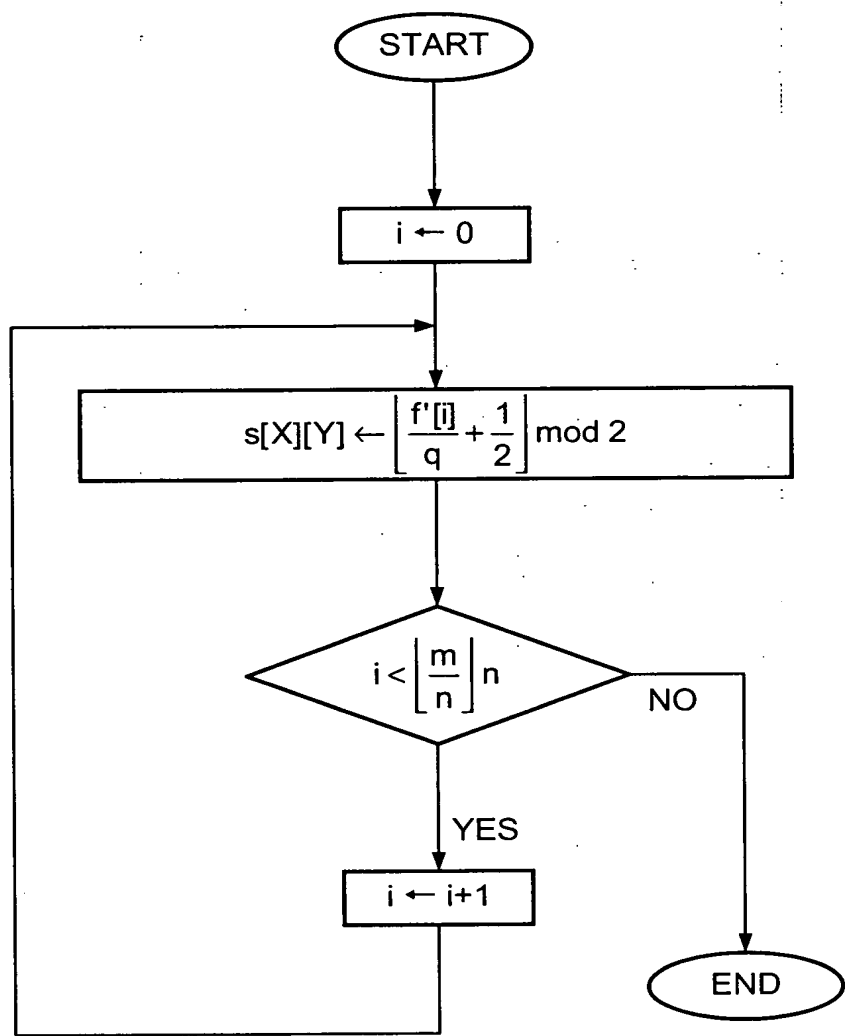 START
i ← 0
s[X][Y] ← ⌊f'[i]/q + 1/2⌋ mod 2
i < ⌊m/n⌋ n
NO
YES
i ← i+1
END